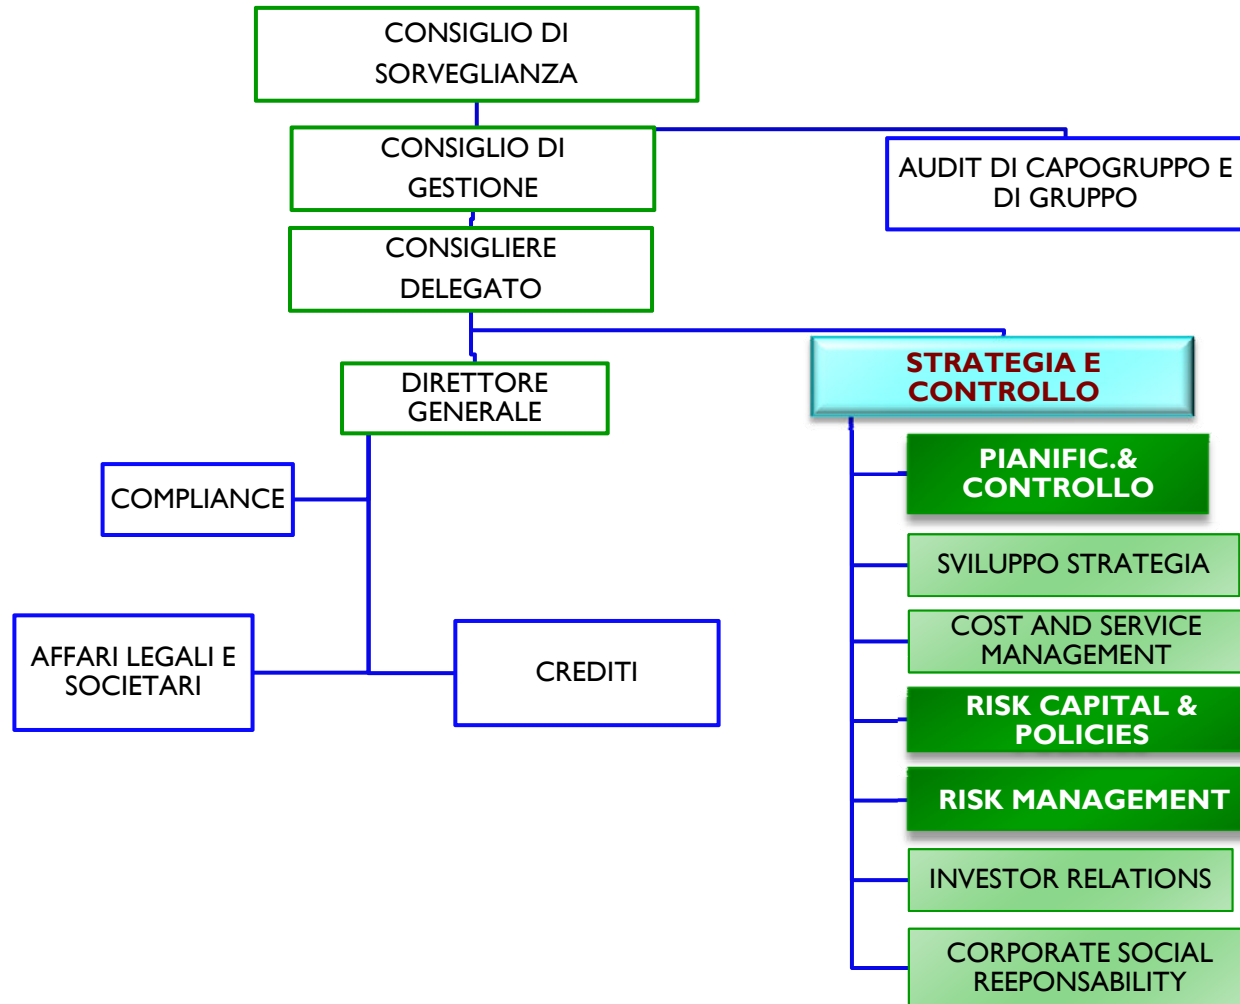 CONSIGLIO DI
SORVEGLIANZA
CONSIGLIO DI
GESTIONE
AUDIT DI CAPOGRUPPO E
DI GRUPPO
CONSIGLIERE
DELEGATO
DIRETTORE
GENERALE
STRATEGIA E
CONTROLLO
COMPLIANCE
AFFARI LEGALI E
SOCIETARI
CREDITI
PIANIFIC.&
CONTROLLO
SVILUPPO STRATEGIA
COST AND SERVICE
MANAGEMENT
RISK CAPITAL &
POLICIES
RISK MANAGEMENT
INVESTOR RELATIONS
CORPORATE SOCIAL
REEPONSABILITY